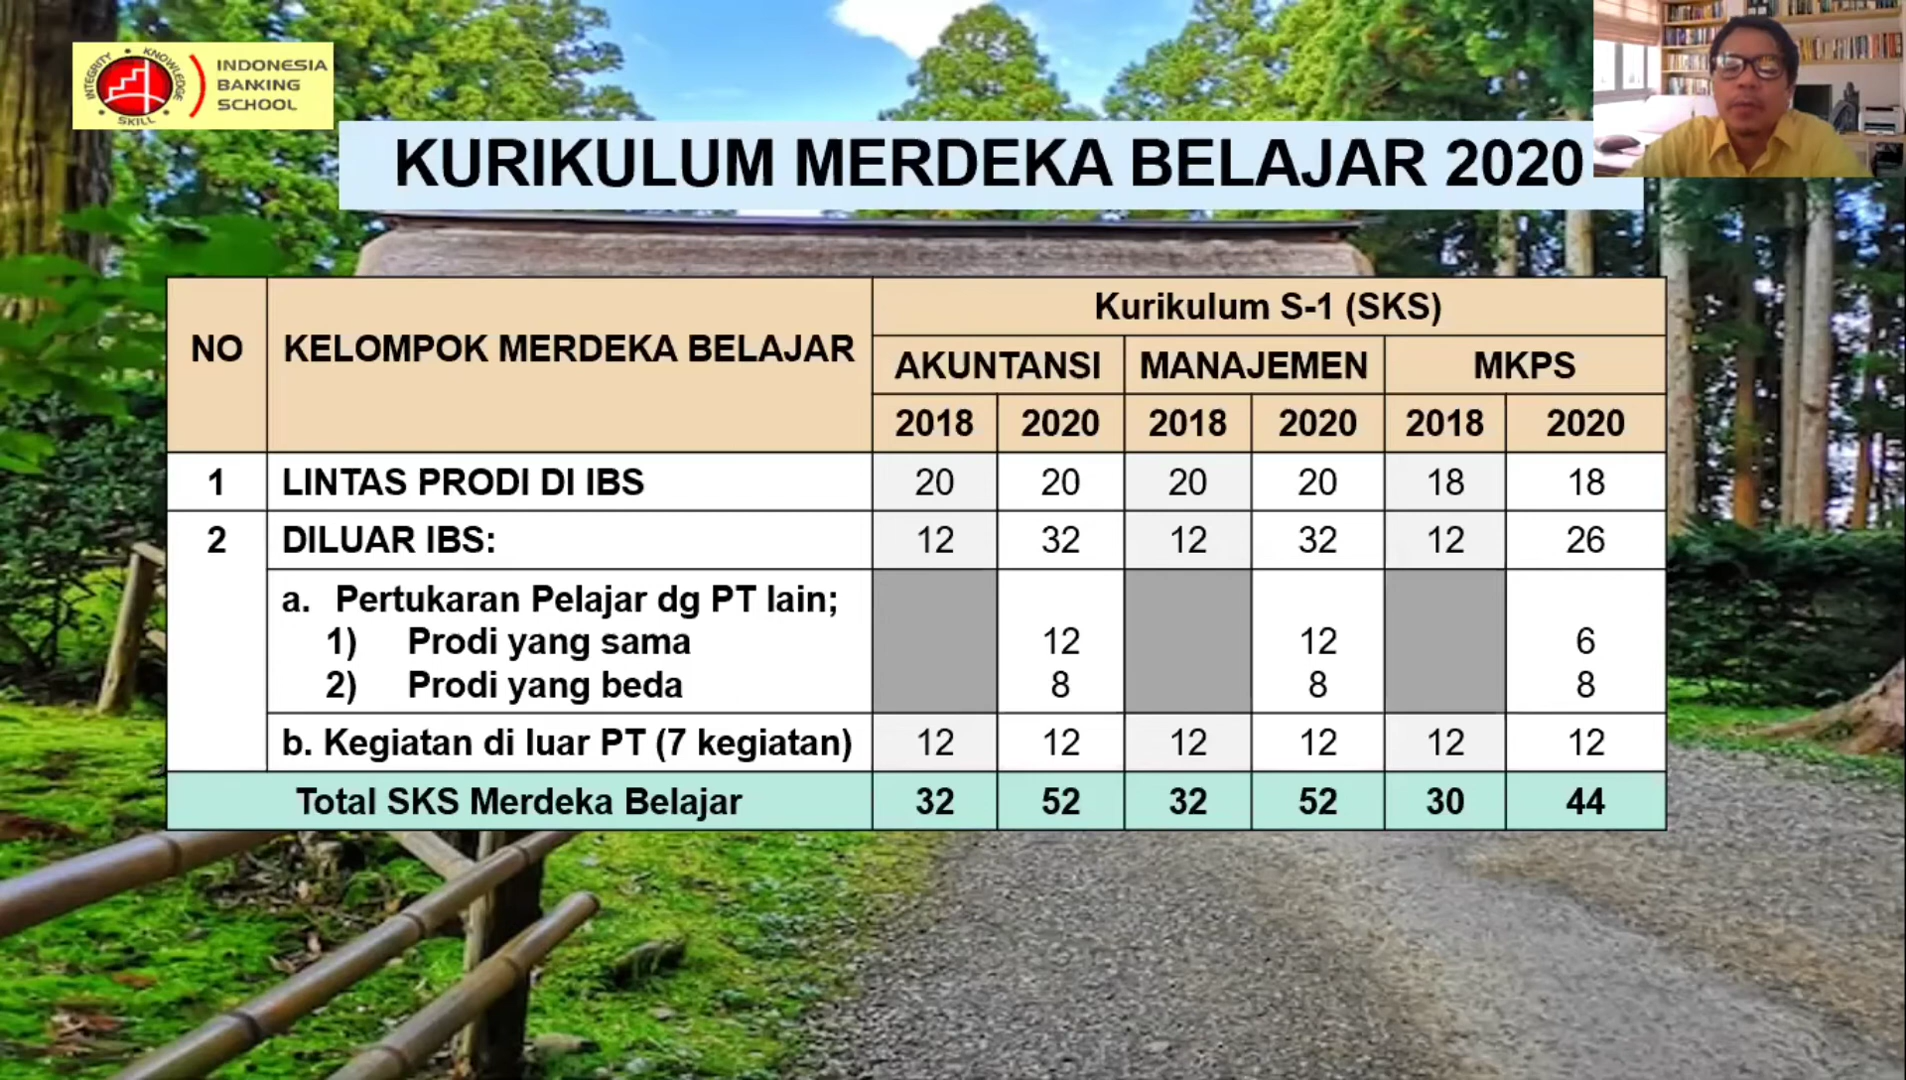 INTEGRITY KNOWLEDGE SKILL
INDONESIA
BANKING
SCHOOL
KURIKULUM MERDEKA BELAJAR 2020
NO KELOMPOK MERDEKA BELAJAR Kurikulum S-1 (SKS)
AKUNTANSI MANAJEMEN MKPS
2018 2020 2018 2020 2018 2020
1 LINTAS PRODI DI IBS 20 20 20 20 18 18
2 DILUAR IBS: 12 32 12 32 12 26
a. Pertukaran Pelajar dg PT lain;
1) Prodi yang sama 12 12 6
2) Prodi yang beda 8 8 8
b. Kegiatan di luar PT (7 kegiatan) 12 12 12 12 12 12
Total SKS Merdeka Belajar 32 52 32 52 30 44